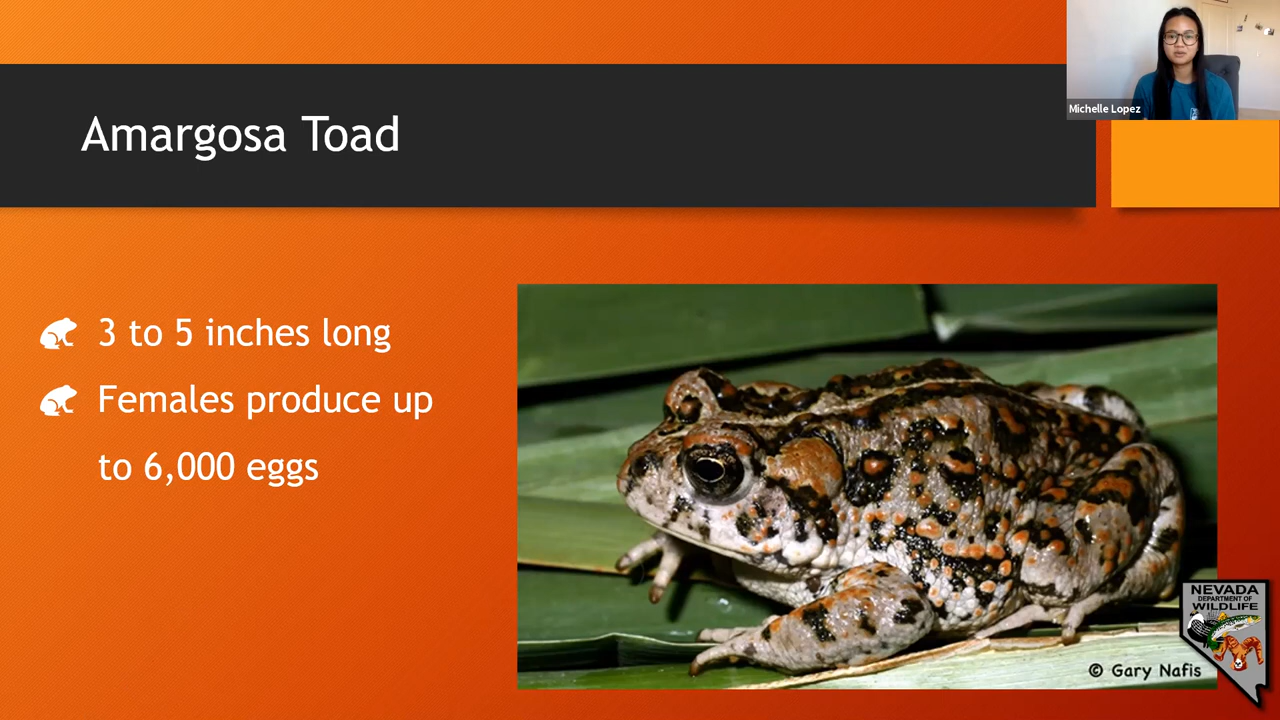 Michelle Lopez
Amargosa Toad
3 to 5 inches long
Females produce up
to 6,000 eggs
© Gary Nafis
NEVADA
DEPARTMENT OF
WILDLIFE